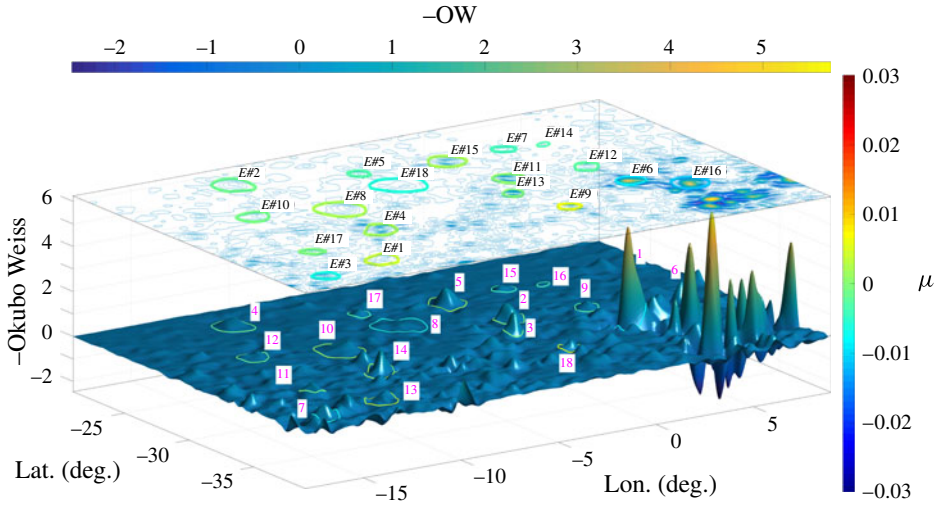 –OW
–2 –1 0 1 2 3 4 5
0.03
0.02
0.01
0
–0.01
–0.02
–0.03
μ
E#7 E#14
E#15
E#2 E#5 E#18 E#11 E#12 E#6 E#16
E#13
E#10 E#8 E#9
E#4
E#17 E#1
E#3
–Okubo Weiss
6
4
2
0
–2
1
5 15 16 6
4 17 2 9
12 10 8 3
14 18
11
7 13
–25
–30
–35
Lat. (deg.)
–15
–10
–5
0
5
Lon. (deg.)